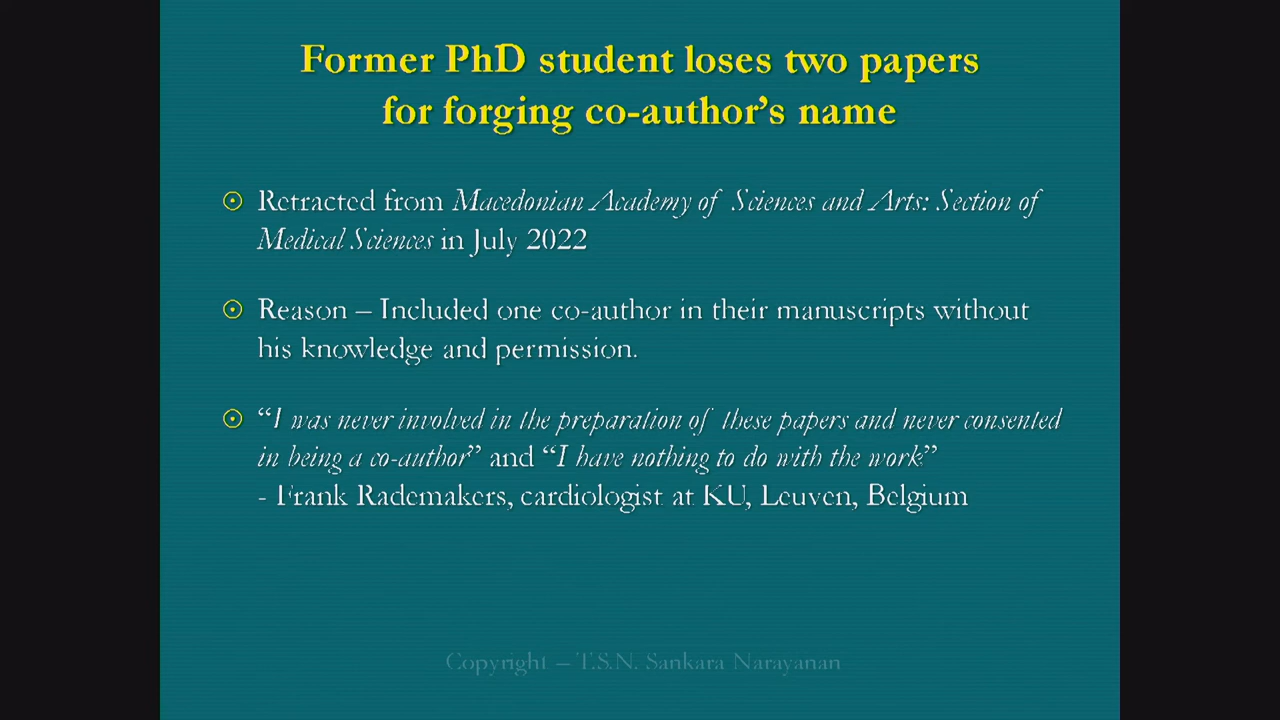 Former PhD student loses two papers
for forging co-author's name
Retracted from Macedonian Academy of Sciences and Arts: Section of
Medical Sciences in July 2022
Reason – Included one co-author in their manuscripts without
his knowledge and permission.
“I was never involved in the preparation of these papers and never consented
in being a co-author” and “I have nothing to do with the work”
- Frank Rademakers, cardiologist at KU, Leuven, Belgium
Copyright – T.S.N. Sankara Narayanan